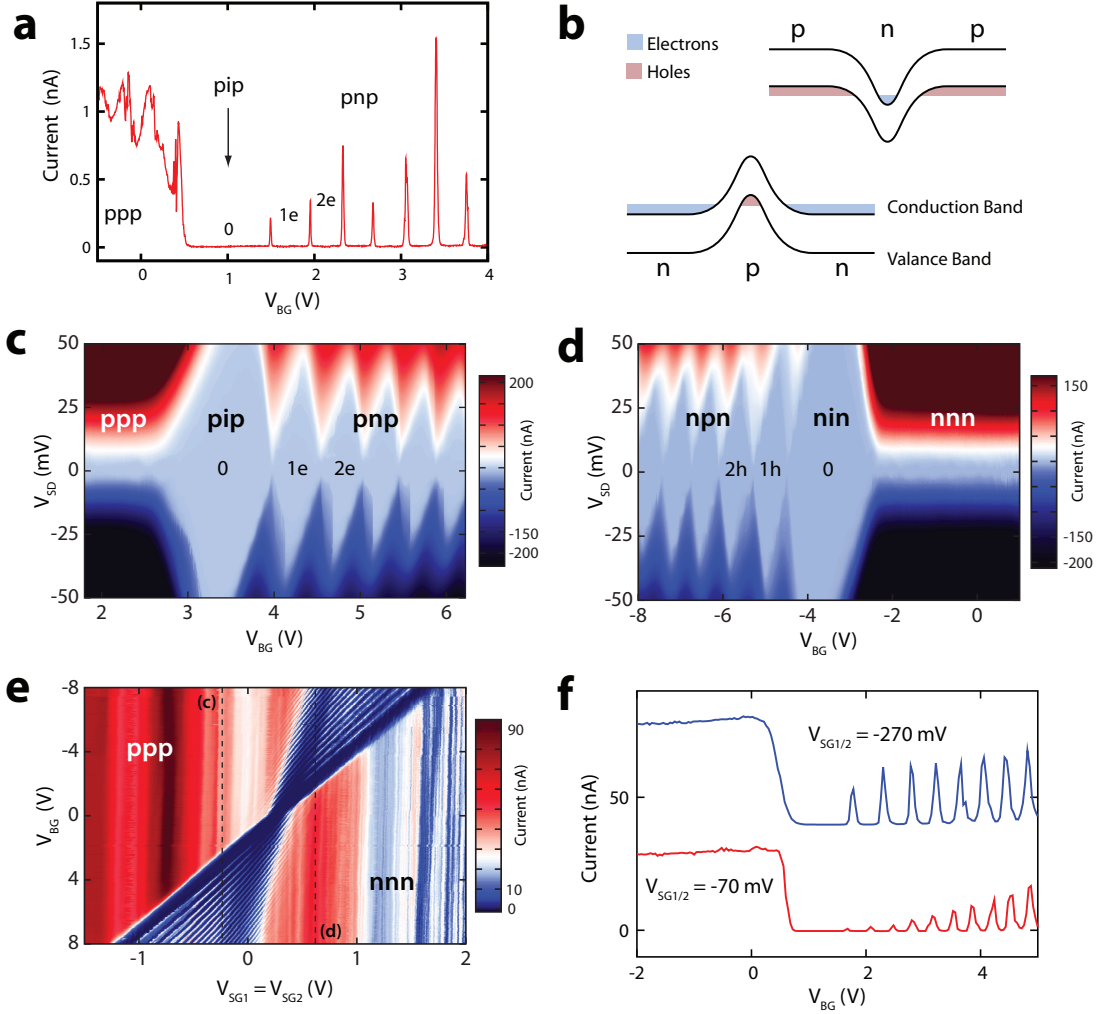 a
Current (nA)
1.5
1
0.5
0
ppp
pip
pnp
0
1e
2e
0
1
2
3
4
V_BG (V)
b
Electrons
Holes
p
n
p
Conduction Band
Valance Band
n
p
n
c
V_SD (mV)
50
25
0
-25
-50
ppp
pip
pnp
0
1e
2e
2
3
4
5
6
V_BG (V)
200
-150
-200
Current (nA)
d
V_SD (mV)
50
25
0
-25
-50
npn
nin
nnn
2h
1h
0
-8
-6
-4
-2
0
V_BG (V)
150
-150
-200
Current (nA)
e
V_BG (V)
-8
-4
0
4
8
(c)
ppp
nnn
(d)
-1
0
1
2
V_SG1 = V_SG2 (V)
90
10
0
Current (nA)
f
Current (nA)
50
0
V_SG1/2 = -270 mV
V_SG1/2 = -70 mV
-2
0
2
4
V_BG (V)